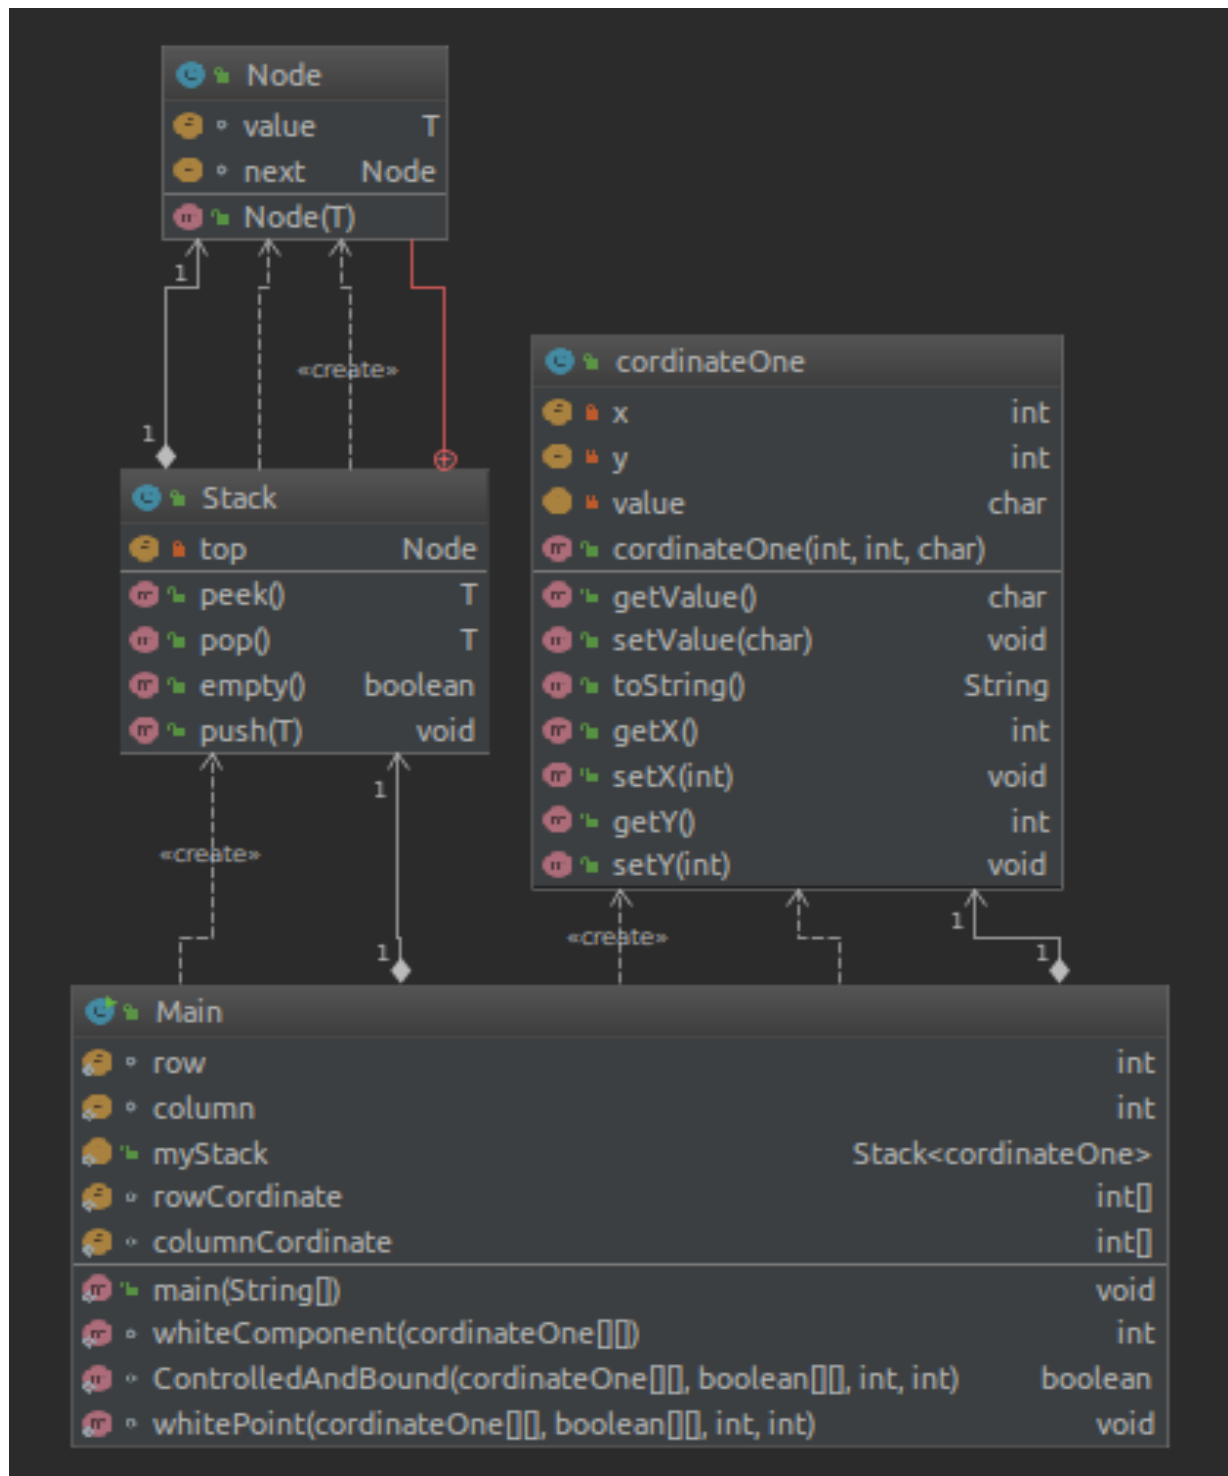 Node
value T
next Node
Node(T)
1
«create»
1
Stack
top Node
peek() T
pop() T
empty() boolean
push(T) void
1
«create»
1
cordinateOne
x int
y int
value char
cordinateOne(int, int, char)
getValue() char
setValue(char) void
toString() String
getX() int
setX(int) void
getY() int
setY(int) void
1
«create»
1
Main
row int
column int
myStack Stack<cordinateOne>
rowCordinate int[]
columnCordinate int[]
main(String[]) void
whiteComponent(cordinateOne[][]) int
ControlledAndBound(cordinateOne[][], boolean[][], int, int) boolean
whitePoint(cordinateOne[][], boolean[][], int, int) void